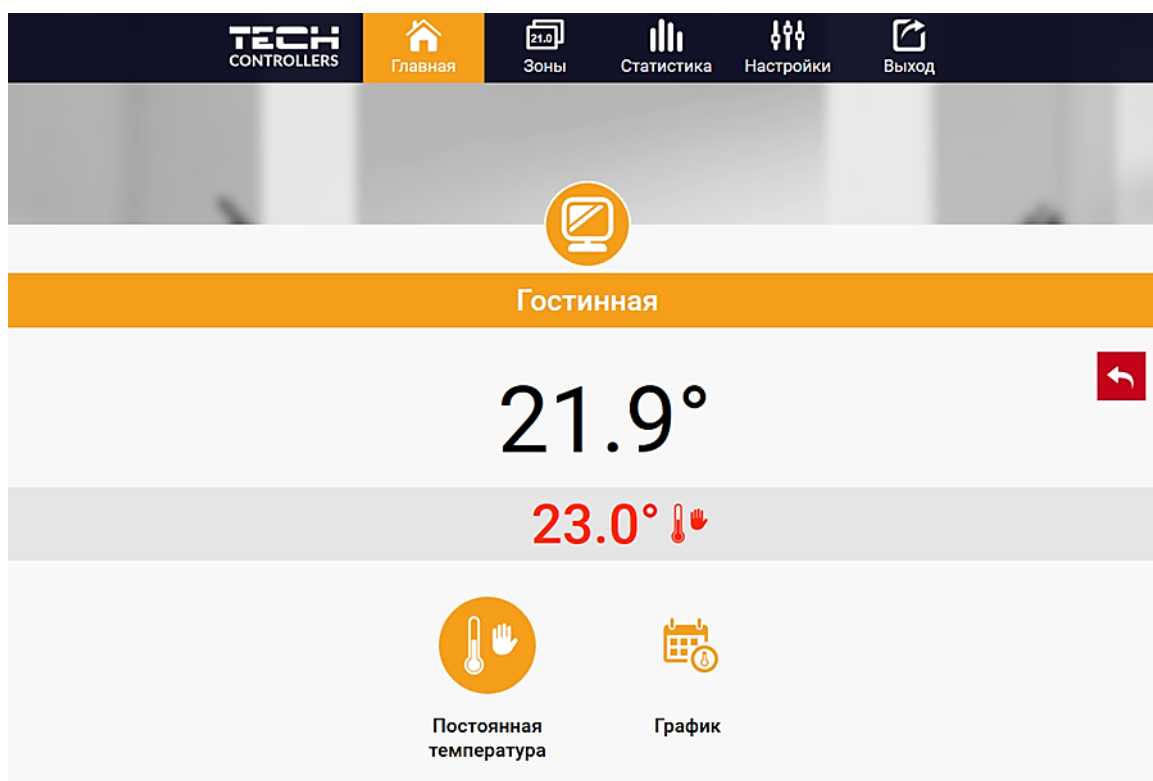 TECH
CONTROLLERS
Главная
21.0
Зоны
Статистика
Настройки
Выход
Гостинная
21.9°
23.0°
Постоянная
температура
График